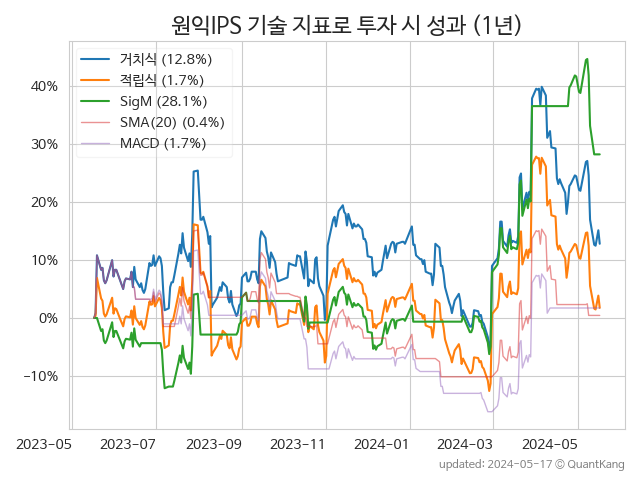 원익IPS 기술 지표로 투자 시 성과 (1년)
거치식 (12.8%)
적립식 (1.7%)
SigM (28.1%)
SMA(20) (0.4%)
MACD (1.7%)
40%
30%
20%
10%
0%
−10%
2023-05 2023-07 2023-09 2023-11 2024-01 2024-03 2024-05
updated: 2024-05-17 © QuantKang